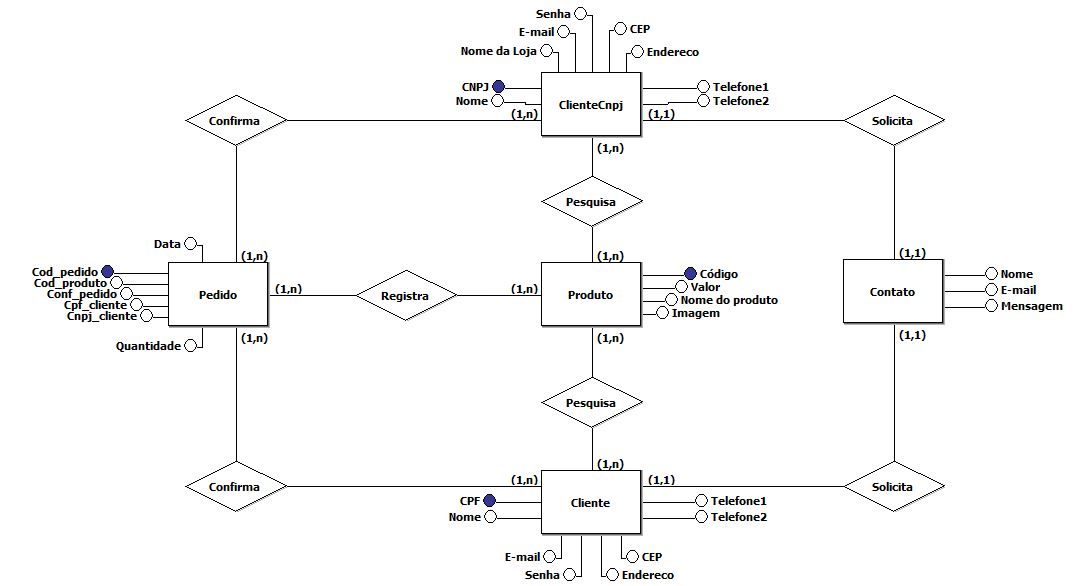 Senha
E-mail
CEP
Nome da Loja
Endereco
CNPJ
Telefone1
Nome
Telefone2
ClienteCnpj
(1,n)
(1,1)
Confirma
Solicita
(1,n)
Pesquisa
Data
(1,n)
(1,n)
(1,1)
Cod_pedido
Cod_produto
Conf_pedido
Cpf_cliente
Cnpj_cliente
Quantidade
Pedido
(1,n)
Registra
(1,n)
Produto
Código
Valor
Nome do produto
Imagem
Contato
Nome
E-mail
Mensagem
(1,n)
(1,n)
(1,1)
Pesquisa
(1,n)
Confirma
(1,n)
(1,1)
Solicita
CPF
Nome
Cliente
Telefone1
Telefone2
E-mail
CEP
Senha
Endereco